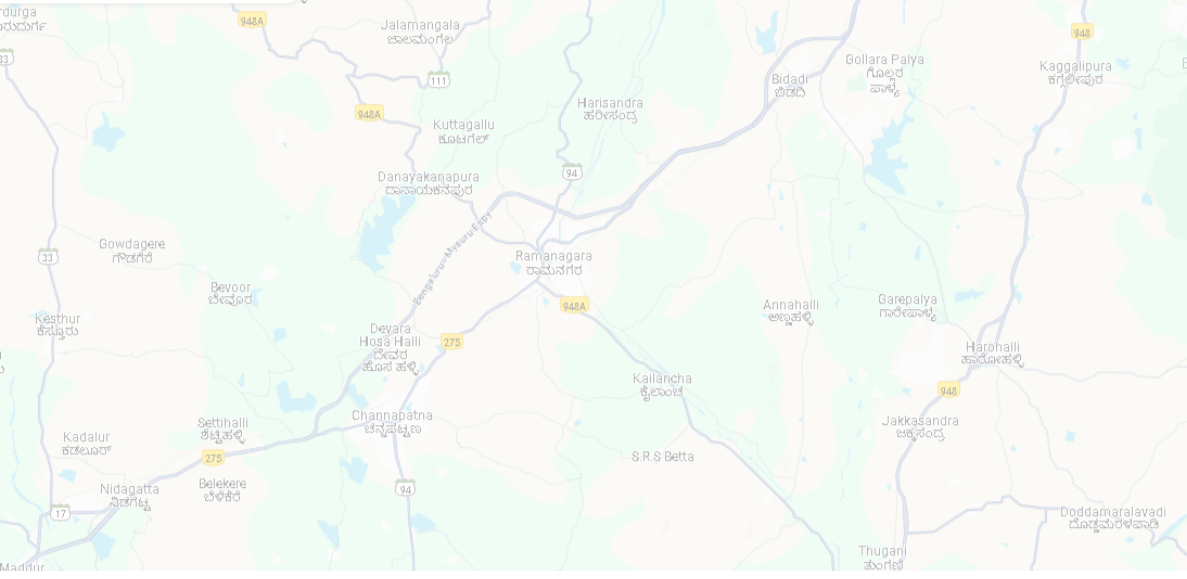 948A
Jalamangala
ಜಾಲಮಂಗಲ
33
111
948
Gollara Palya
ಗೊಲ್ಲರ
ಪಾಳ್ಯ
Kaggalipura
ಕಗ್ಗಲೀಪುರ
Bidadi
ಬಿಡದಿ
948A
Harisandra
ಹರೀಸಂದ್ರ
Kuttagallu
ಕೂಟಗಲ್
Danayakanapura
ದಾನಾಯಕನಪುರ
94
Gowdagere
ಗೌಡಗೆರೆ
33
Bengaluru - Mysuru Expy
Ramanagara
ರಾಮನಗರ
Bevoor
ಬೇವೂರ
948A
Annahalli
ಅಣ್ಣಹಳ್ಳಿ
Garepalya
ಗಾರೇಪಾಳ್ಯ
Kesthur
ಕೆಸ್ತೂರು
Devara
Hosa Halli
ದೇವರ
ಹೊಸ ಹಳ್ಳಿ
275
Harohalli
ಹಾರೋಹಳ್ಳಿ
Kailancha
ಕೈಲಾಂಚ
948
Channapatna
ಚನ್ನಪಟ್ಟಣ
Settihalli
ಶೆಟ್ಟಿಹಳ್ಳಿ
Jakkasandra
ಜಕ್ಕಸಂದ್ರ
Kadalur
ಕಡಲೂರ್
275
S.R.S Betta
Belekere
ಬೆಳೆಕೆರೆ
Nidagatta
ನಿಡಗಟ್ಟ
94
17
Doddamaralavadi
ದೊಡ್ಡಮರಳವಾಡಿ
Thugani
ತುಂಗಣಿ
Maddur